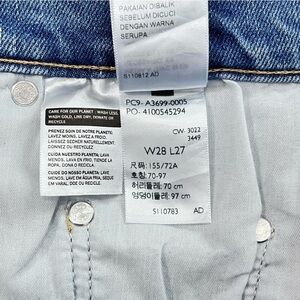 PAKAIAN DIBALIK
SEBELUM DICUCI
DENGAN WARNA
SERUPA
S110812 AD
PC9- A3699-0005
PO- 4100545294
CW 3022
3449
W28 L27
尺码: 155/72A
호칭: 70-97
허리둘레: 70 cm
엉덩이둘레: 97 cm
S110783 AD
CARE FOR OUR PLANET: WASH LESS,
WASH COLD, LINE DRY, DONATE OR
RECYCLE
PRENEZ SOIN DE NOTRE PLANÈTE:
LAVEZ MOINS, LAVEZ À FROID,
LAISSEZ SÉCHER NATURELLEMENT,
DONNEZ OU RECYCLEZ.
CUIDA NUESTRO PLANETA: LAVA
MENOS, LAVA EN FRÍO, TIENDE
LA ROPA, DONA O RECICLA.
CUIDE DO NOSSO PLANETA: LAVE
MENOS, LAVE EM ÁGUA FRIA, SEQUE
EM VARAL, DOE OU RECICLE.